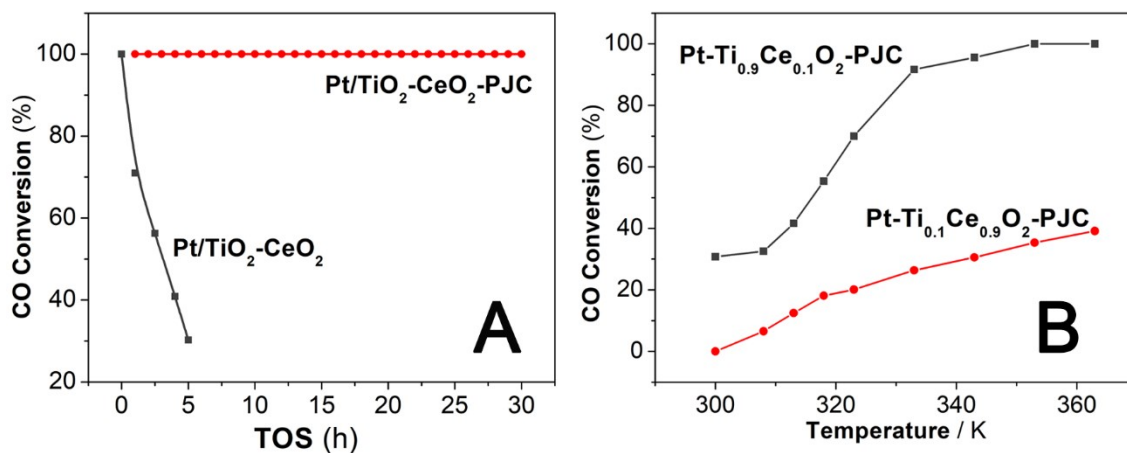 100
80
60
40
20
CO Conversion (%)
Pt/TiO₂-CeO₂-PJC
Pt/TiO₂-CeO₂
A
0 5 10 15 20 25 30
TOS (h)
100
80
60
40
20
0
CO Conversion (%)
Pt-Ti₀.₉Ce₀.₁O₂-PJC
Pt-Ti₀.₁Ce₀.₉O₂-PJC
B
300 320 340 360
Temperature / K